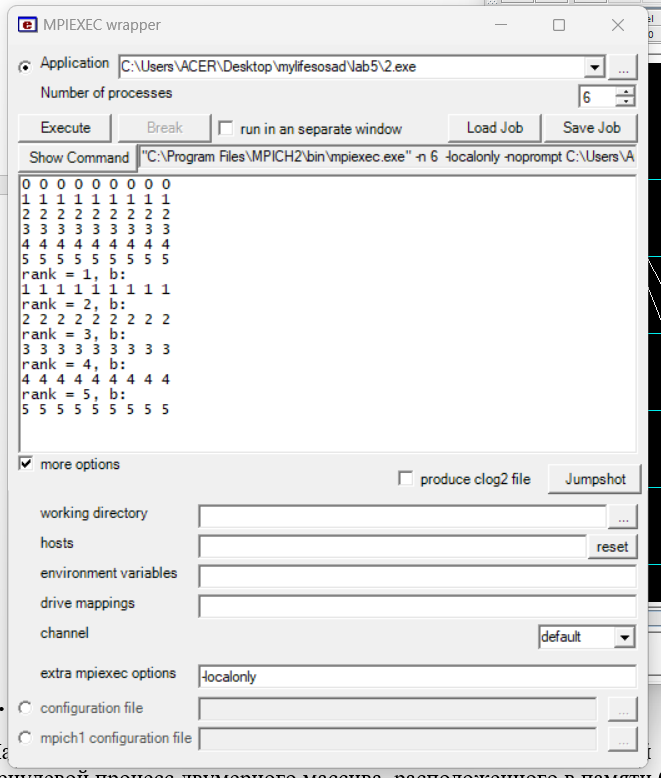 MPIEXEC wrapper
Application C:\Users\ACER\Desktop\mylifesosad\lab5\2.exe ...
Number of processes 6
Execute Break run in an separate window Load Job Save Job
Show Command "C:\Program Files\MPICH2\bin\mpiexec.exe" -n 6 -localonly -noprompt C:\Users\A
0 0 0 0 0 0 0 0 0
1 1 1 1 1 1 1 1 1
2 2 2 2 2 2 2 2 2
3 3 3 3 3 3 3 3 3
4 4 4 4 4 4 4 4 4
5 5 5 5 5 5 5 5 5
rank = 1, b:
1 1 1 1 1 1 1 1 1
rank = 2, b:
2 2 2 2 2 2 2 2 2
rank = 3, b:
3 3 3 3 3 3 3 3 3
rank = 4, b:
4 4 4 4 4 4 4 4 4
rank = 5, b:
5 5 5 5 5 5 5 5 5
more options
produce clog2 file Jumpshot
working directory ...
hosts reset
environment variables
drive mappings
channel default
extra mpiexec options -localonly
configuration file ...
mpich1 configuration file ...
процесс двумерного массива, расположенного в памяти